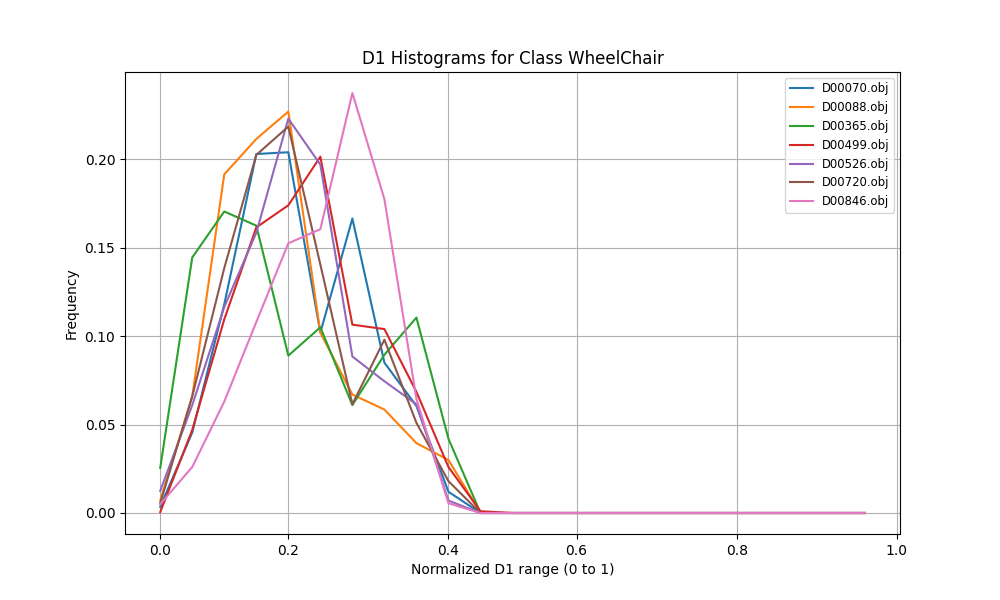 D1 Histograms for Class WheelChair
D00070.obj
D00088.obj
D00365.obj
D00499.obj
D00526.obj
D00720.obj
D00846.obj
Frequency
0.20
0.15
0.10
0.05
0.00
0.0 0.2 0.4 0.6 0.8 1.0
Normalized D1 range (0 to 1)